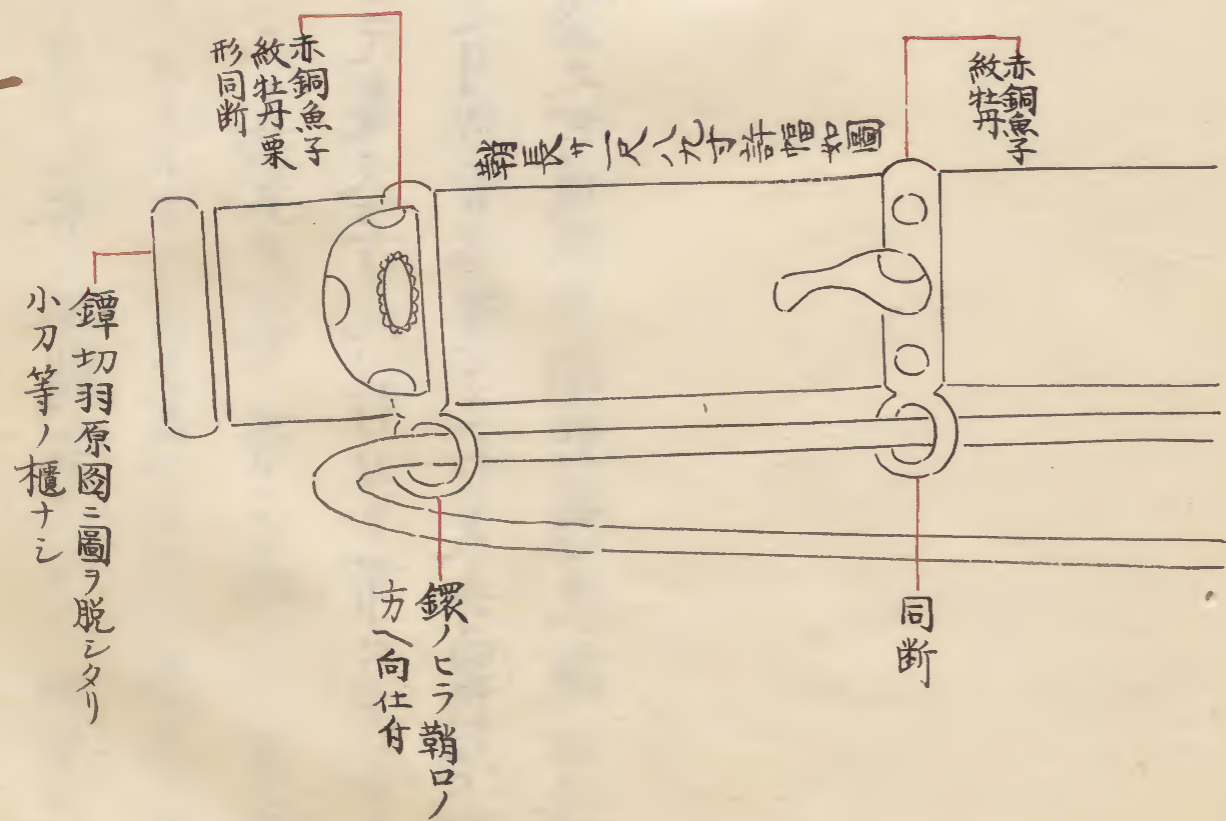 赤銅魚子
紋牡丹
鞘長サ一尺八九寸許幅如圖
赤銅魚子
紋牡丹栗
形同断
同断
鐶ノヒラ鞘口ノ
方ヘ向仕付
鐔切羽原図ニ圖ヲ脱シタリ
小刀等ノ櫃ナシ